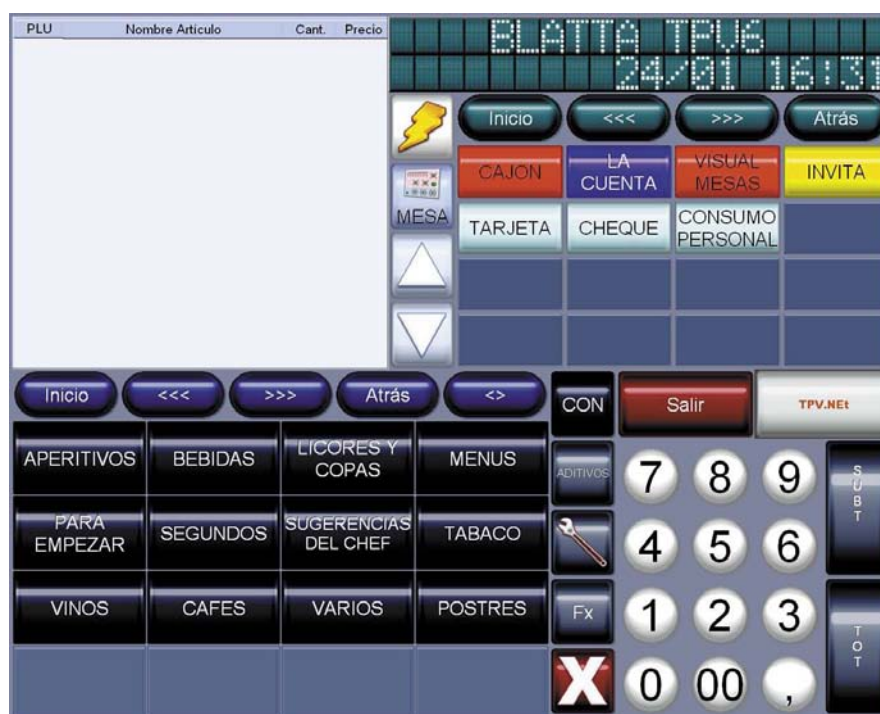 PLU Nombre Articulo Cant. Precio
BLATTA TPV6
24/01 16:31
Inicio <<< >>> Atrás
CAJON LA CUENTA VISUAL MESAS INVITA
MESA
TARJETA CHEQUE CONSUMO PERSONAL
Inicio <<< >>> Atrás <>
CON Salir TPV.NEt
APERITIVOS BEBIDAS LICORES Y COPAS MENUS
ADITIVOS 7 8 9 SUBT
PARA EMPEZAR SEGUNDOS SUGERENCIAS DEL CHEF TABACO
4 5 6
VINOS CAFES VARIOS POSTRES
Fx 1 2 3 TOT
X 0 00 ,